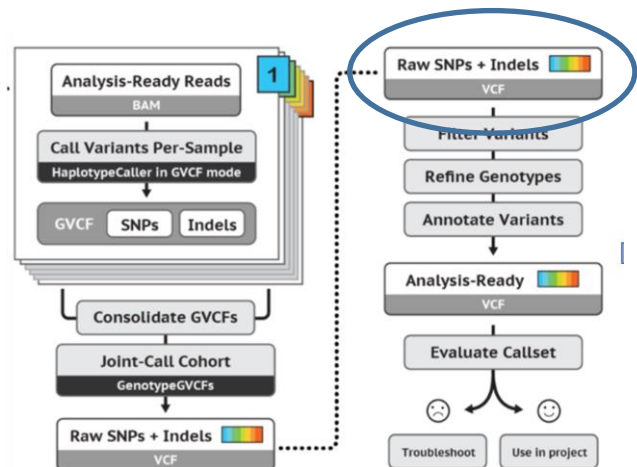 1
Analysis-Ready Reads
BAM
Call Variants Per-Sample
HaplotypeCaller in GVCF mode
GVCF SNPs Indels
Consolidate GVCFs
Joint-Call Cohort
GenotypeGVCFs
Raw SNPs + Indels
VCF
Raw SNPs + Indels
VCF
Filter Variants
Refine Genotypes
Annotate Variants
Analysis-Ready
VCF
Evaluate Callset
Troubleshoot Use in project